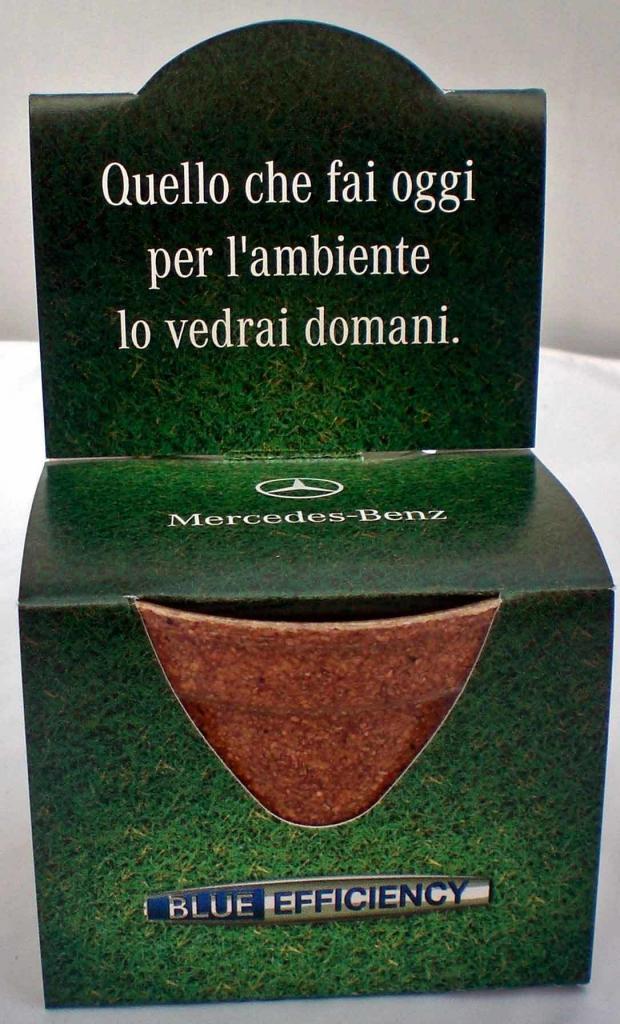 Quello che fai oggi
per l'ambiente
lo vedrai domani.
Mercedes-Benz
BLUE EFFICIENCY